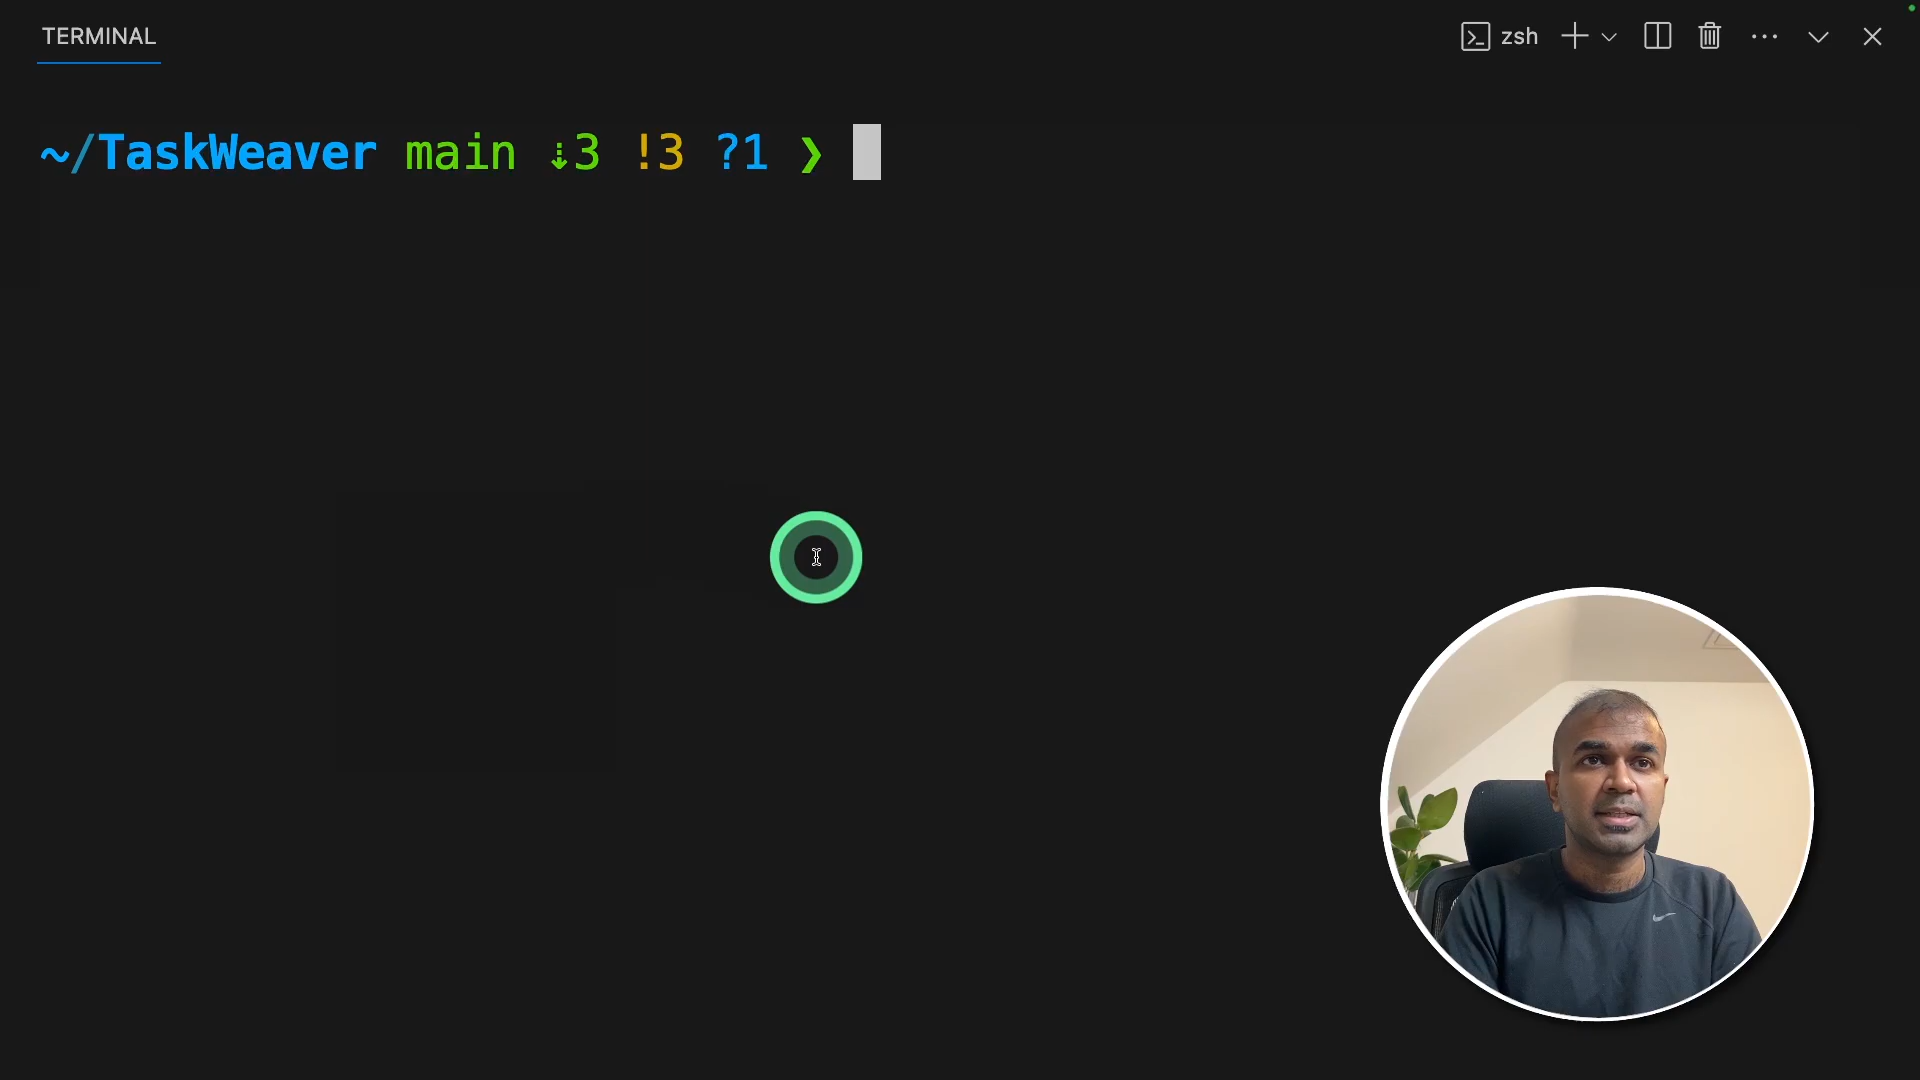 TERMINAL
zsh
~/TaskWeaver main ⇣3 !3 ?1 ❯